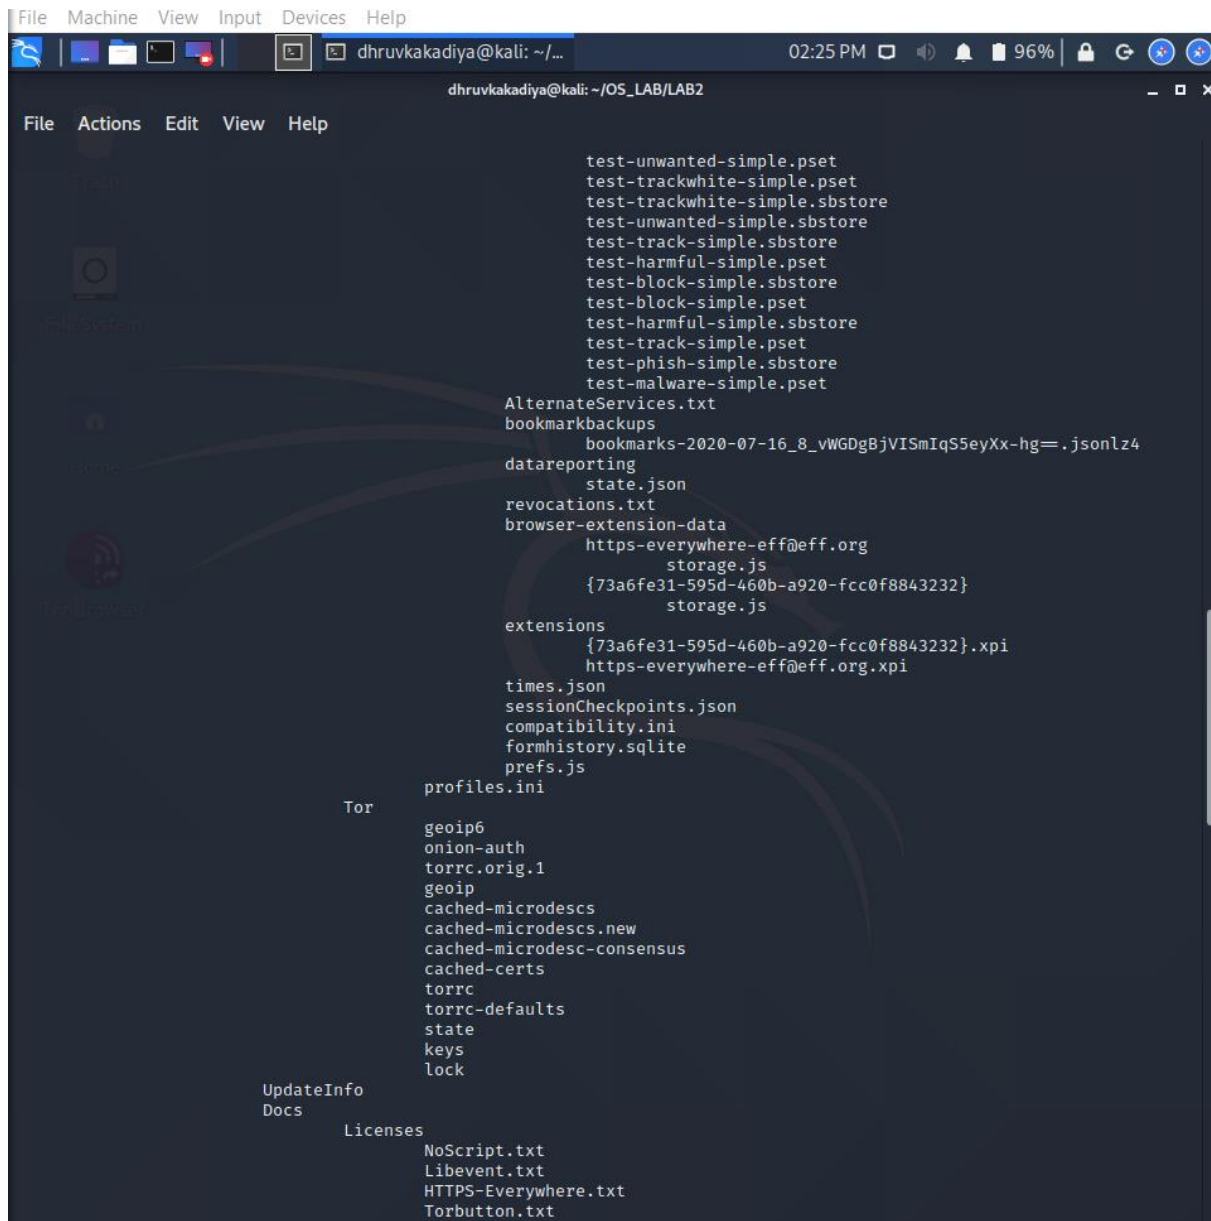 File Machine View Input Devices Help
dhruvkakadiya@kali: ~/... 02:25 PM 96%
dhruvkakadiya@kali: ~/OS_LAB/LAB2
File Actions Edit View Help
test-unwanted-simple.pset
test-trackwhite-simple.pset
test-trackwhite-simple.sbstore
test-unwanted-simple.sbstore
test-track-simple.sbstore
test-harmful-simple.pset
test-block-simple.sbstore
test-block-simple.pset
test-harmful-simple.sbstore
test-track-simple.pset
test-phish-simple.sbstore
test-malware-simple.pset
AlternateServices.txt
bookmarkbackups
bookmarks-2020-07-16_8_vWGDgBjVISmIqS5eyXx-hg==.jsonlz4
datareporting
state.json
revocations.txt
browser-extension-data
https-everywhere-eff@eff.org
storage.js
{73a6fe31-595d-460b-a920-fcc0f8843232}
storage.js
extensions
{73a6fe31-595d-460b-a920-fcc0f8843232}.xpi
https-everywhere-eff@eff.org.xpi
times.json
sessionCheckpoints.json
compatibility.ini
formhistory.sqlite
prefs.js
profiles.ini
Tor
geoip6
onion-auth
torrc.orig.1
geoip
cached-microdescs
cached-microdescs.new
cached-microdesc-consensus
cached-certs
torrc
torrc-defaults
state
keys
lock
UpdateInfo
Docs
Licenses
NoScript.txt
Libevent.txt
HTTPS-Everywhere.txt
Torbutton.txt